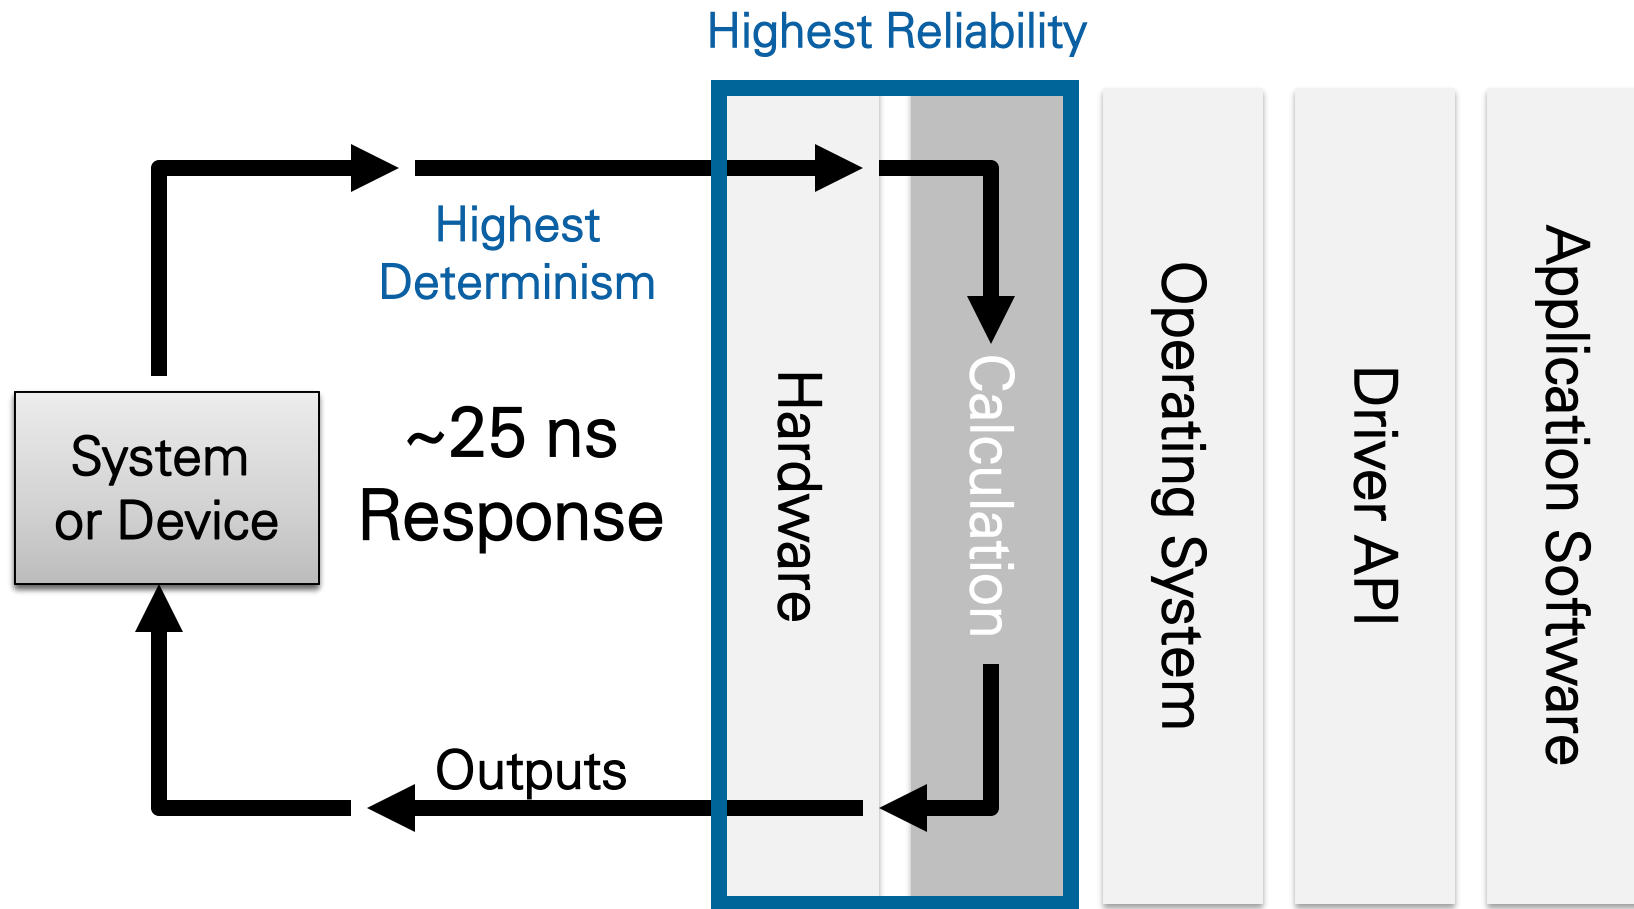 Highest Reliability
Highest
Determinism
System
or Device
~25 ns
Response
Outputs
Hardware
Calculation
Operating System
Driver API
Application Software